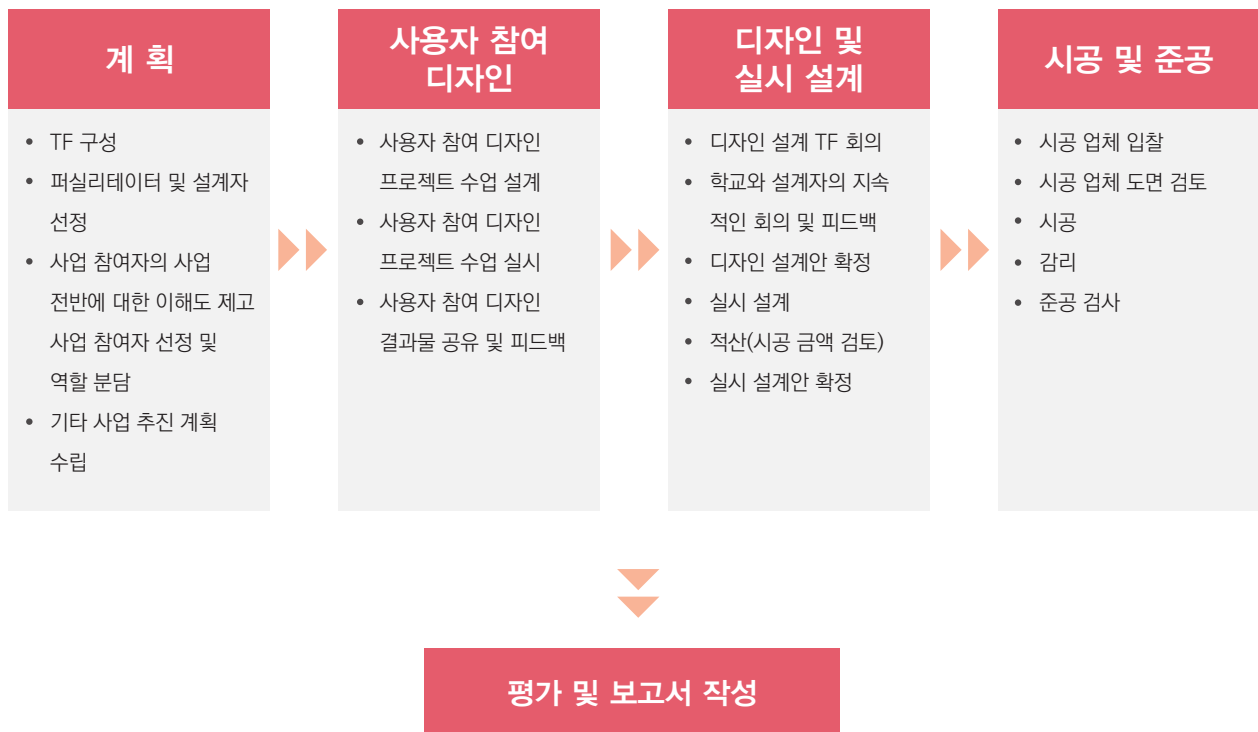 계 획
• TF 구성
• 퍼실리테이터 및 설계자
선정
• 사업 참여자의 사업
전반에 대한 이해도 제고
사업 참여자 선정 및
역할 분담
• 기타 사업 추진 계획
수립
사용자 참여
디자인
• 사용자 참여 디자인
프로젝트 수업 설계
• 사용자 참여 디자인
프로젝트 수업 실시
• 사용자 참여 디자인
결과물 공유 및 피드백
디자인 및
실시 설계
• 디자인 설계 TF 회의
• 학교와 설계자의 지속
적인 회의 및 피드백
• 디자인 설계안 확정
• 실시 설계
• 적산(시공 금액 검토)
• 실시 설계안 확정
시공 및 준공
• 시공 업체 입찰
• 시공 업체 도면 검토
• 시공
• 감리
• 준공 검사
평가 및 보고서 작성